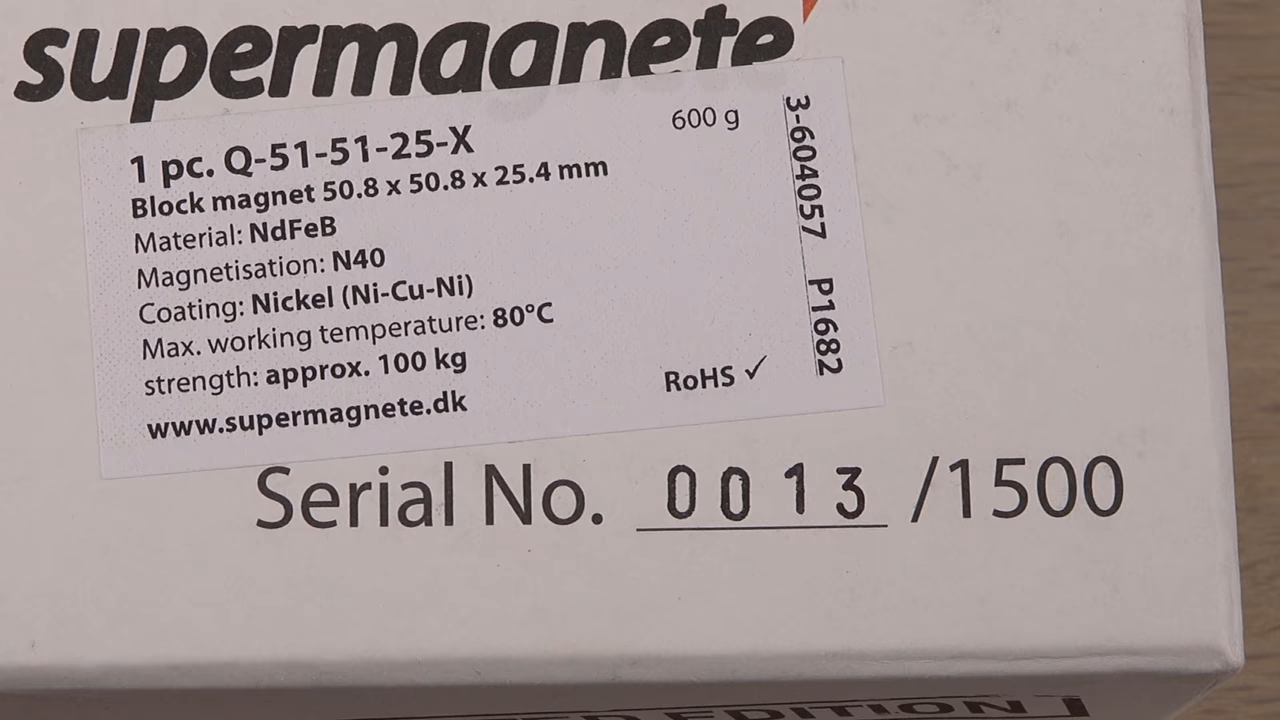 supermagnete
1 pc. Q-51-51-25-X
600 g
Block magnet 50.8 x 50.8 x 25.4 mm
Material: NdFeB
Magnetisation: N40
Coating: Nickel (Ni-Cu-Ni)
Max. working temperature: 80°C
strength: approx. 100 kg
RoHS ✓
www.supermagnete.dk
3-604057 P1682
Serial No. 0013 /1500
EDITION